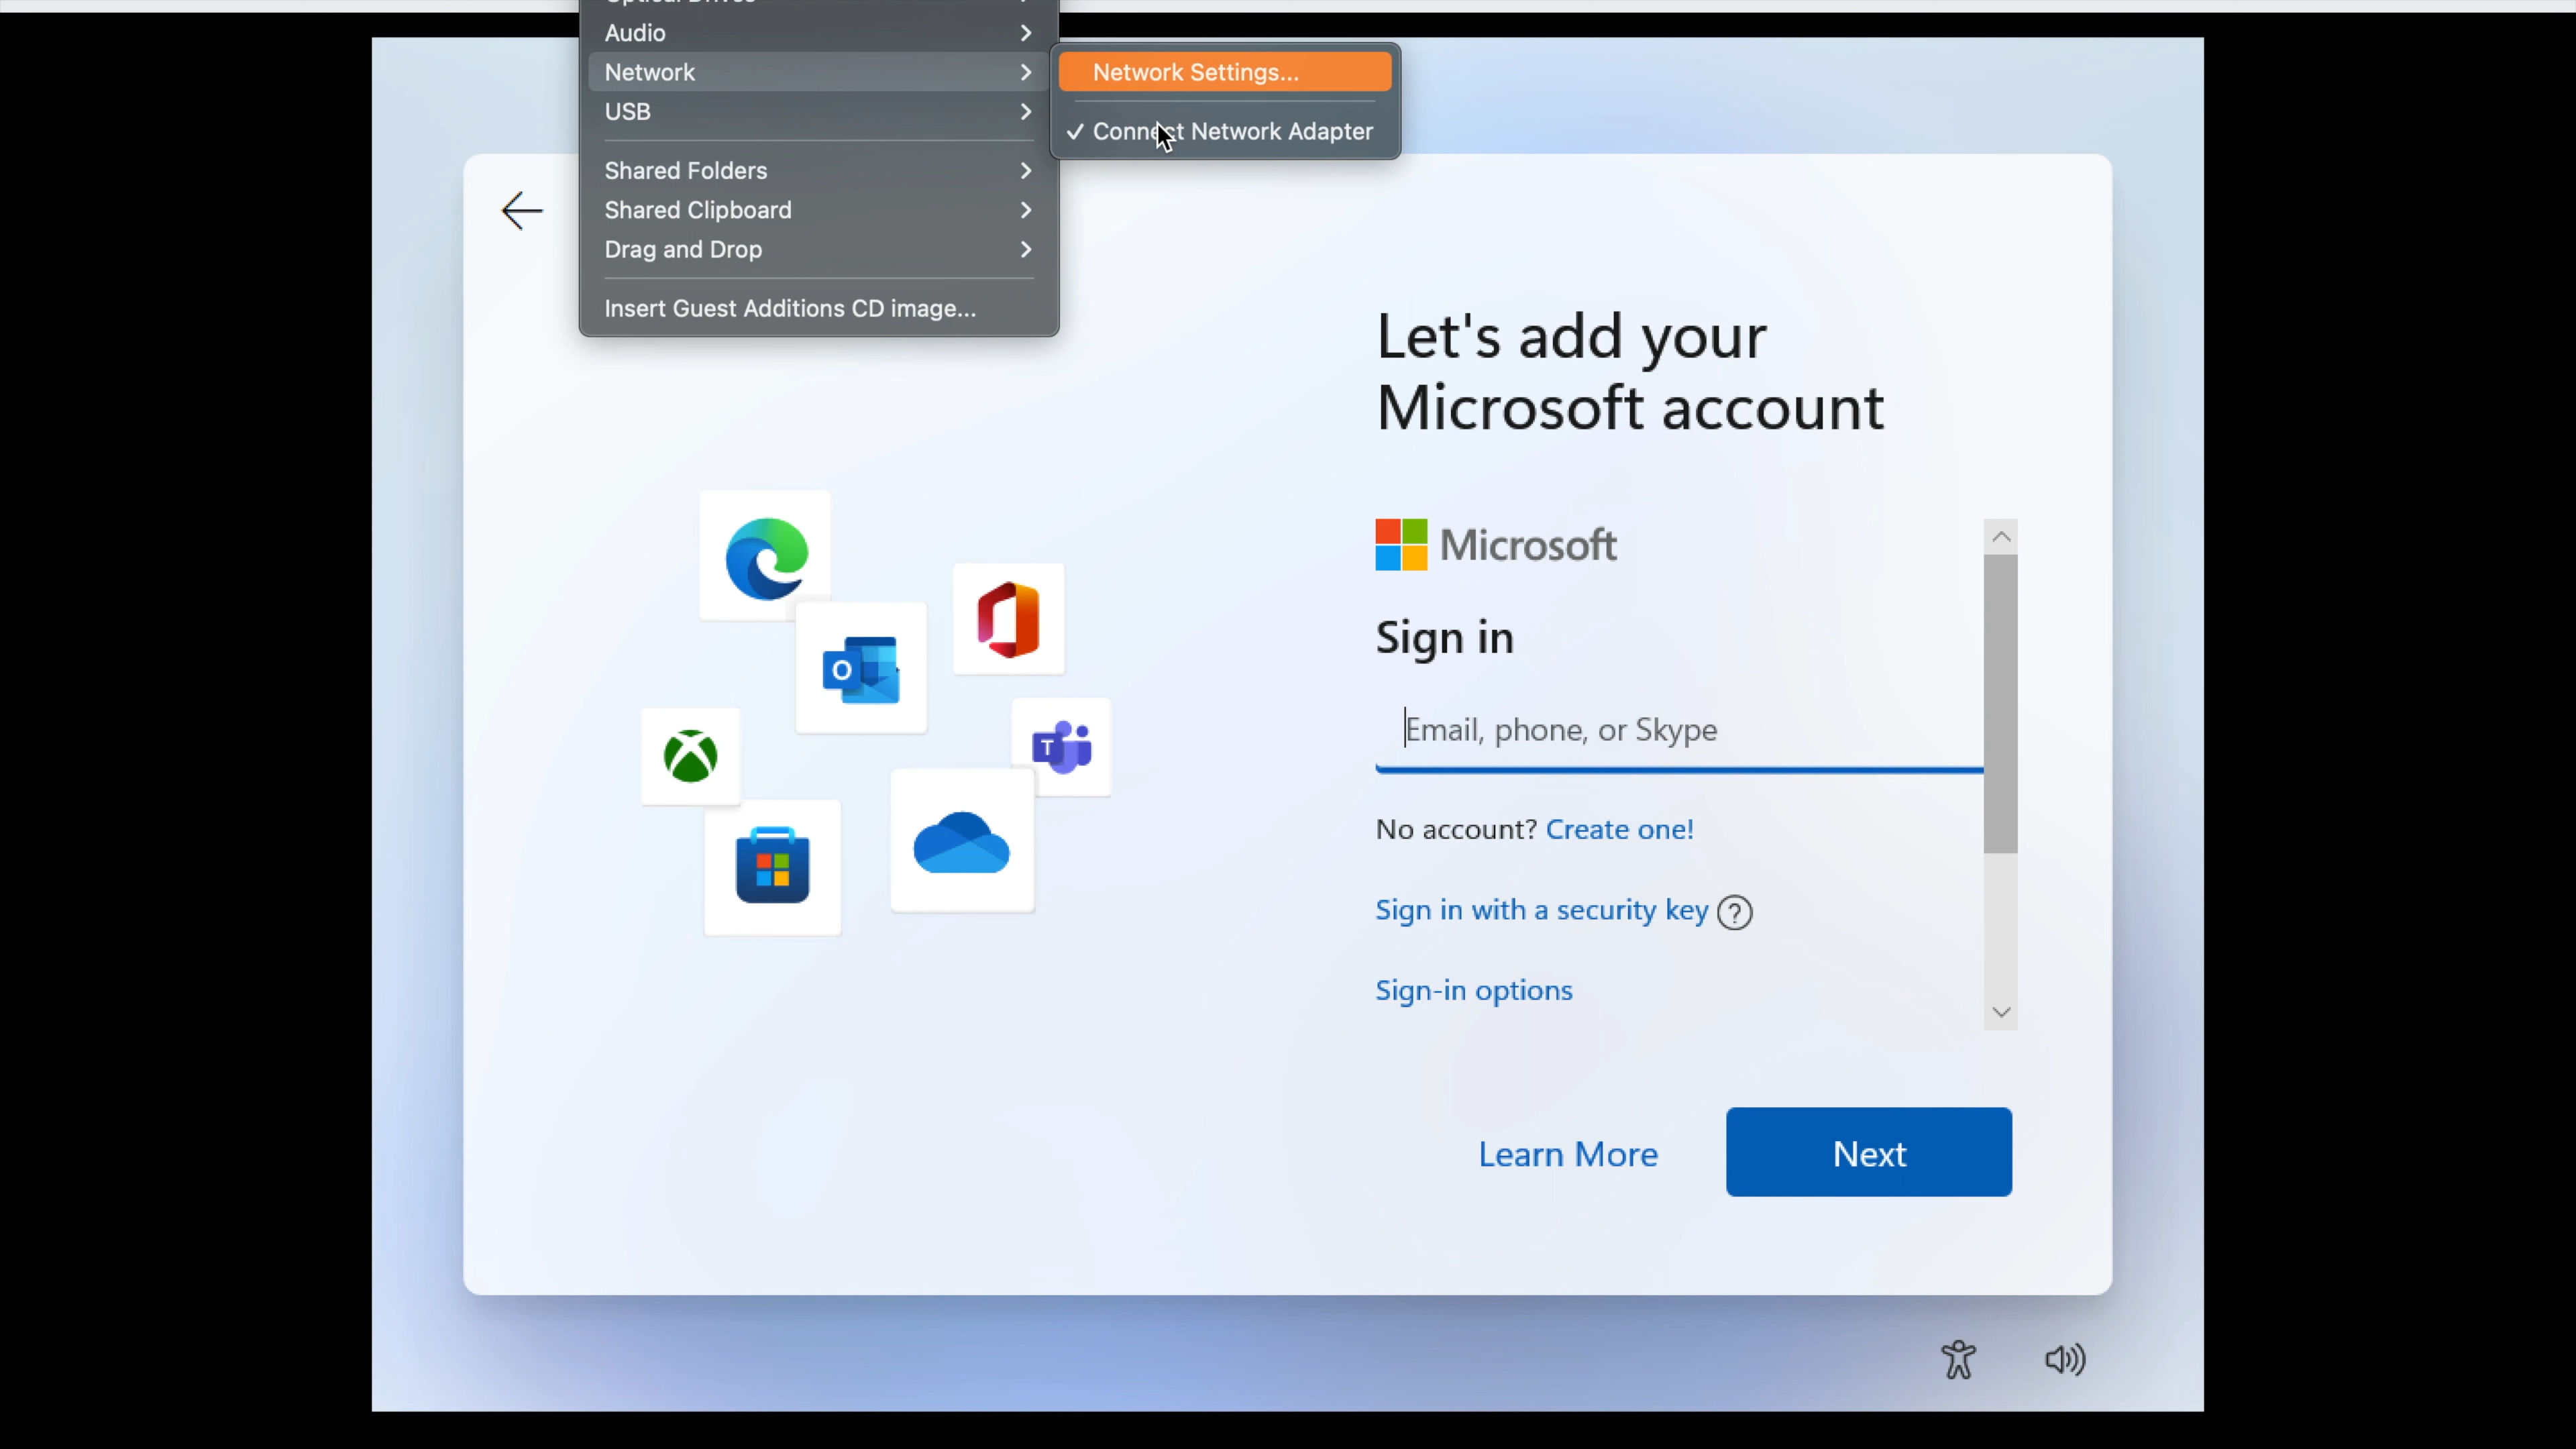 Audio
Network
USB
Shared Folders
Shared Clipboard
Drag and Drop
Insert Guest Additions CD image...
Network Settings...
✓ Connect Network Adapter
Let's add your
Microsoft account
Microsoft
Sign in
Email, phone, or Skype
No account? Create one!
Sign in with a security key
Sign-in options
Learn More
Next